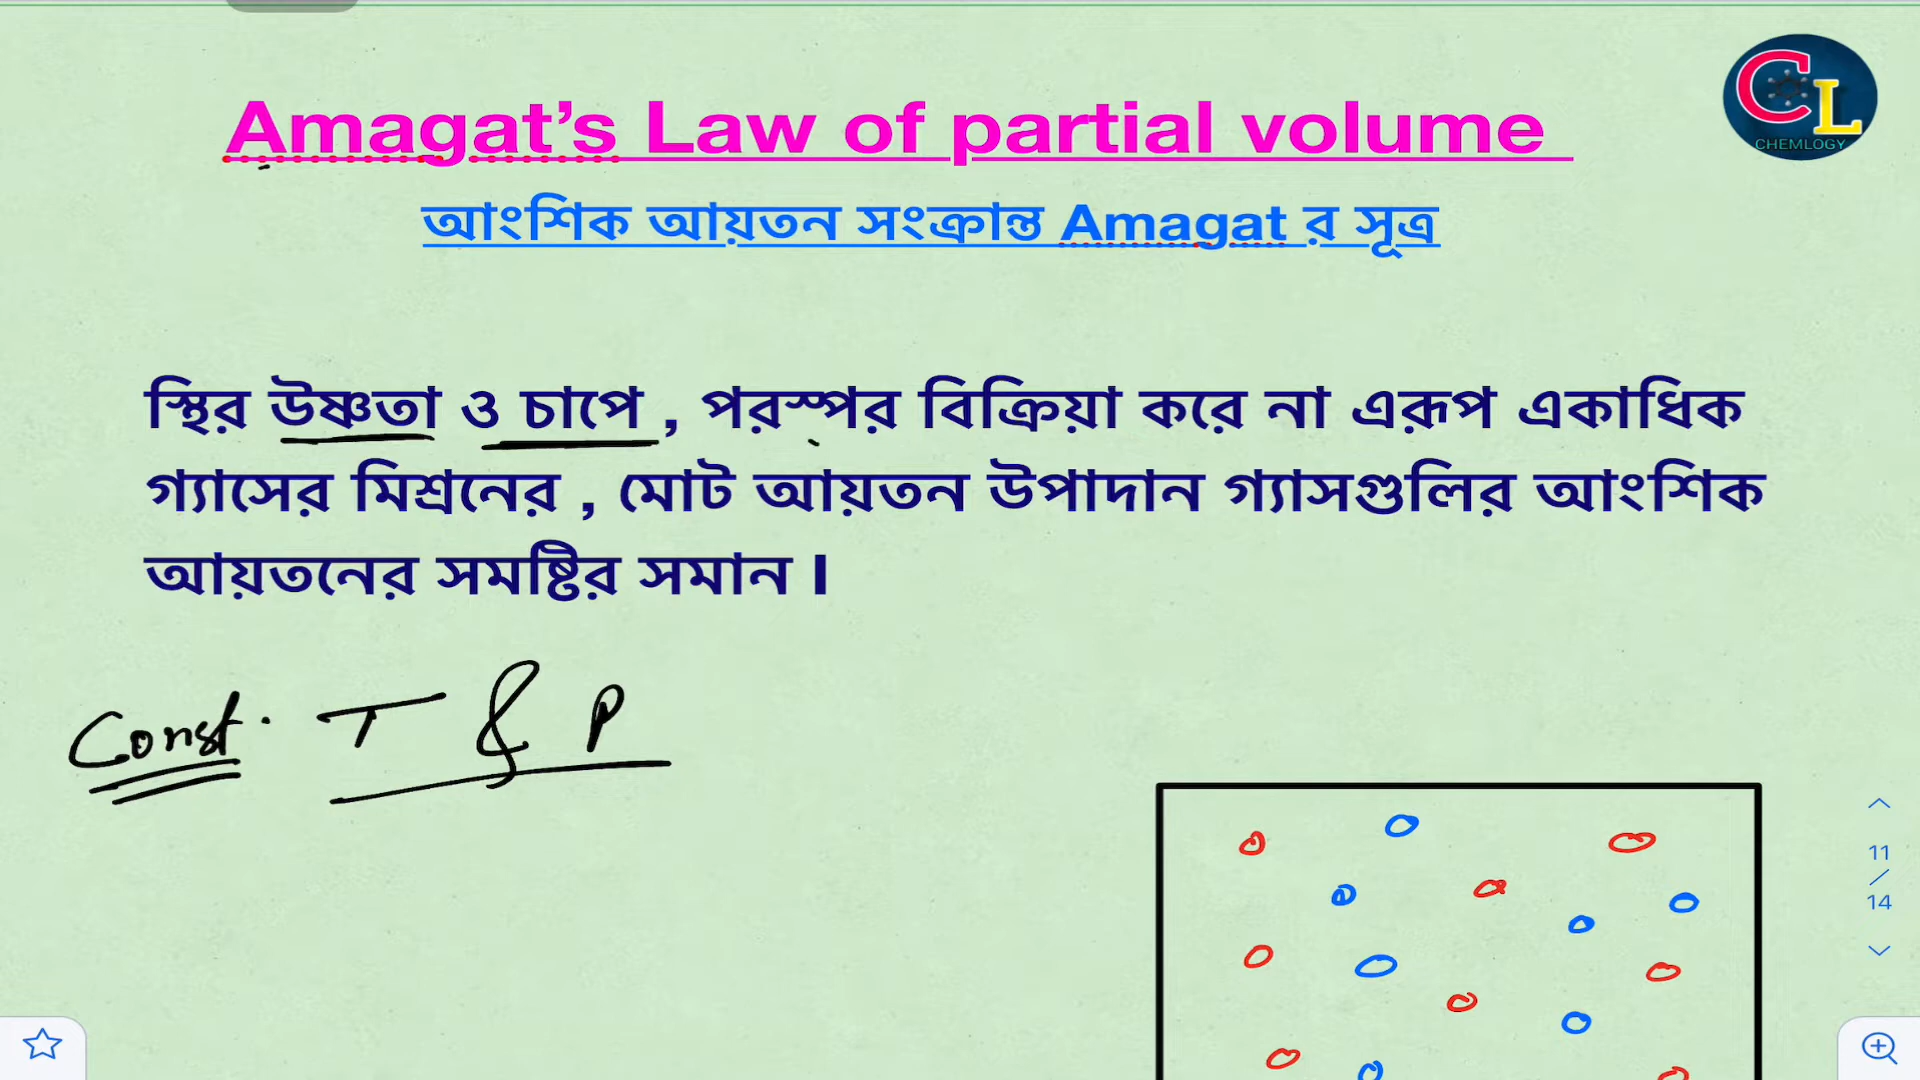 Amagat's Law of partial volume
CL
CHEMLOGY
আংশিক আয়তন সংক্রান্ত Amagat র সূত্র
স্থির উষ্ণতা ও চাপে , পরস্পর বিক্রিয়া করে না এরূপ একাধিক
গ্যাসের মিশ্রনের , মোট আয়তন উপাদান গ্যাসগুলির আংশিক
আয়তনের সমষ্টির সমান I
Const. T & P
11
/
14